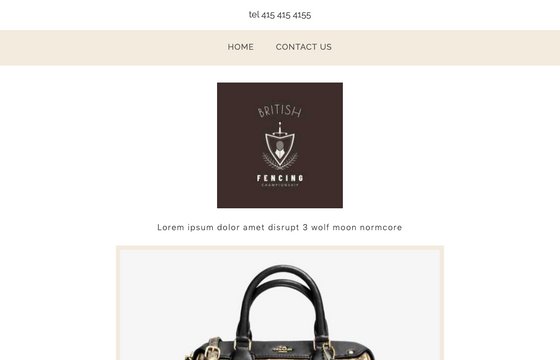 tel 415 415 4155
HOME CONTACT US
BRITISH
FENCING
CHAMPIONSHIP
Lorem ipsum dolor amet disrupt 3 wolf moon normcore